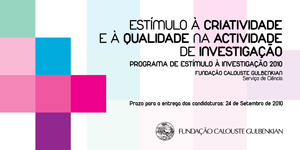 ESTÍMULO À CRIATIVIDADE
E À QUALIDADE NA ACTIVIDADE
DE INVESTIGAÇÃO
PROGRAMA DE ESTÍMULO À INVESTIGAÇÃO 2010
FUNDAÇÃO CALOUSTE GULBENKIAN
Serviço de Ciência
Prazo para a entrega das candidaturas: 24 de Setembro de 2010
FUNDAÇÃO CALOUSTE GULBENKIAN